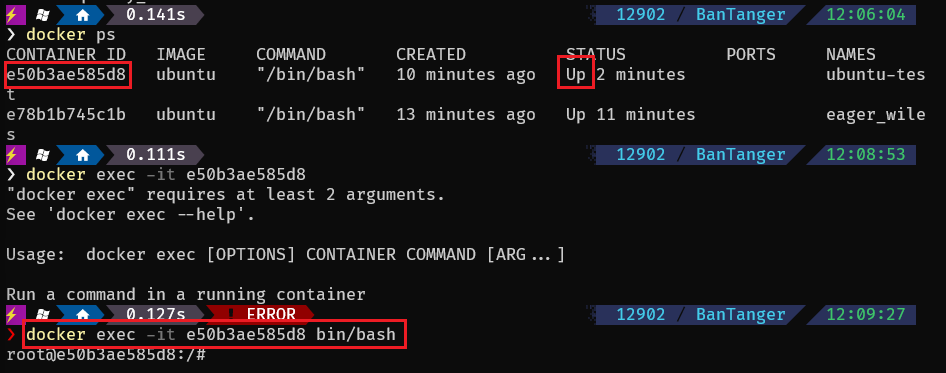 0.141s 12902 / BanTanger 12:06:04
❯ docker ps
CONTAINER ID IMAGE COMMAND CREATED STATUS PORTS NAMES
e50b3ae585d8 ubuntu "/bin/bash" 10 minutes ago Up 2 minutes ubuntu-tes
t
e78b1b745c1b ubuntu "/bin/bash" 13 minutes ago Up 11 minutes eager_wile
s
0.111s 12902 / BanTanger 12:08:53
❯ docker exec -it e50b3ae585d8
"docker exec" requires at least 2 arguments.
See 'docker exec --help'.
Usage: docker exec [OPTIONS] CONTAINER COMMAND [ARG...]
Run a command in a running container
0.127s ! ERROR 12902 / BanTanger 12:09:27
❯ docker exec -it e50b3ae585d8 bin/bash
root@e50b3ae585d8:/#